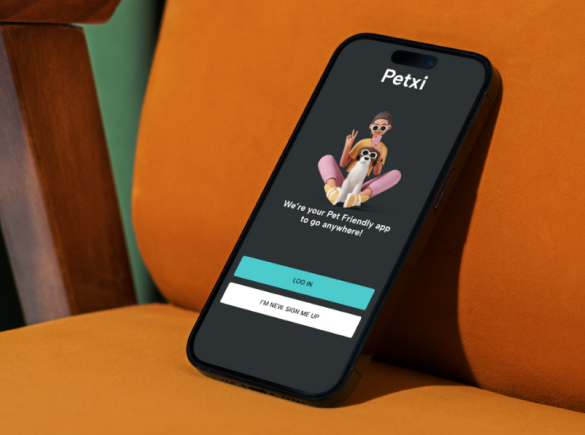 Petxi
We're your Pet Friendly app
to go anywhere!
LOG IN
I'M NEW, SIGN ME UP